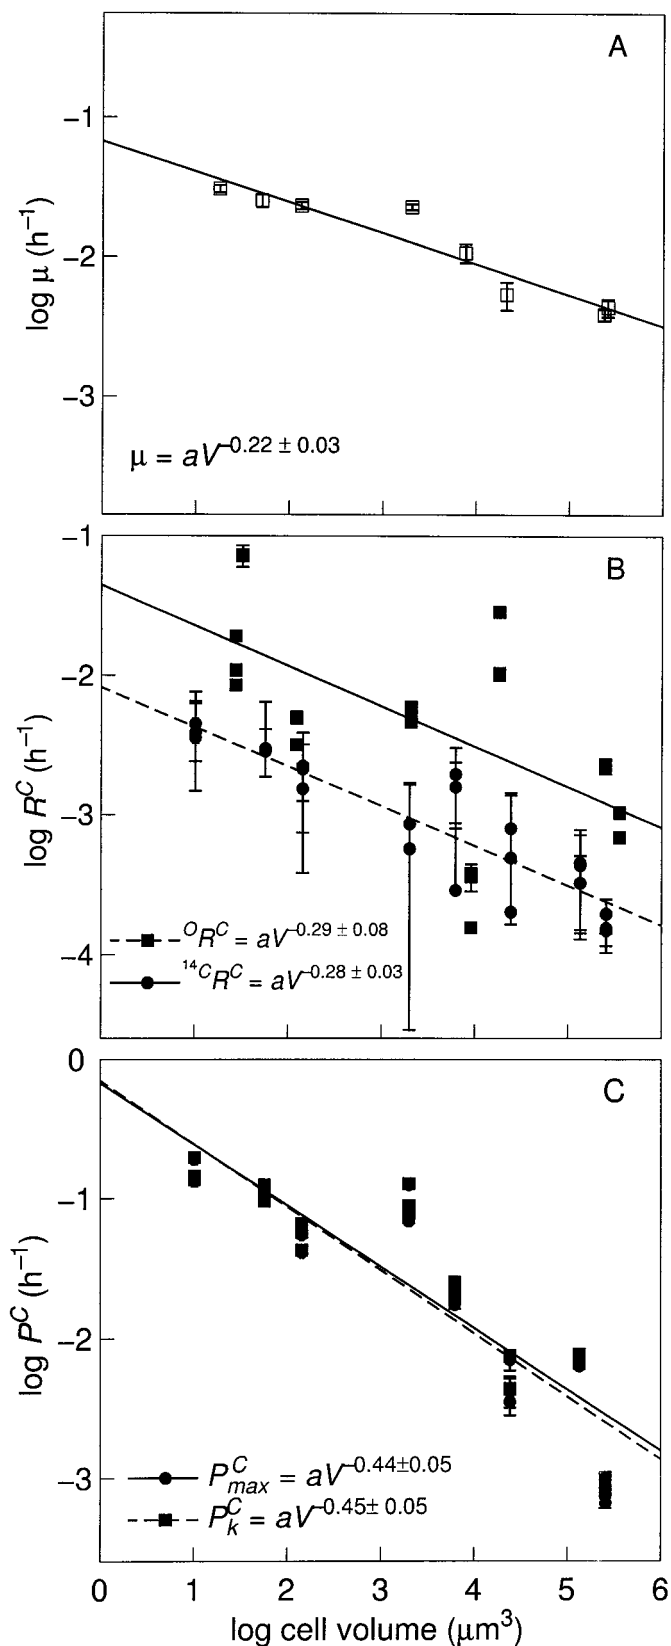 A
−1
−2
−3
log μ (h⁻¹)
μ = aV^−0.22 ± 0.03
B
−1
−2
−3
−4
log R^C (h⁻¹)
^O R^C = aV^−0.29 ± 0.08
^14C R^C = aV^−0.28 ± 0.03
C
0
−1
−2
−3
log P^C (h⁻¹)
P^C_max = aV^−0.44±0.05
P^C_k = aV^−0.45± 0.05
0 1 2 3 4 5 6
log cell volume (μm³)